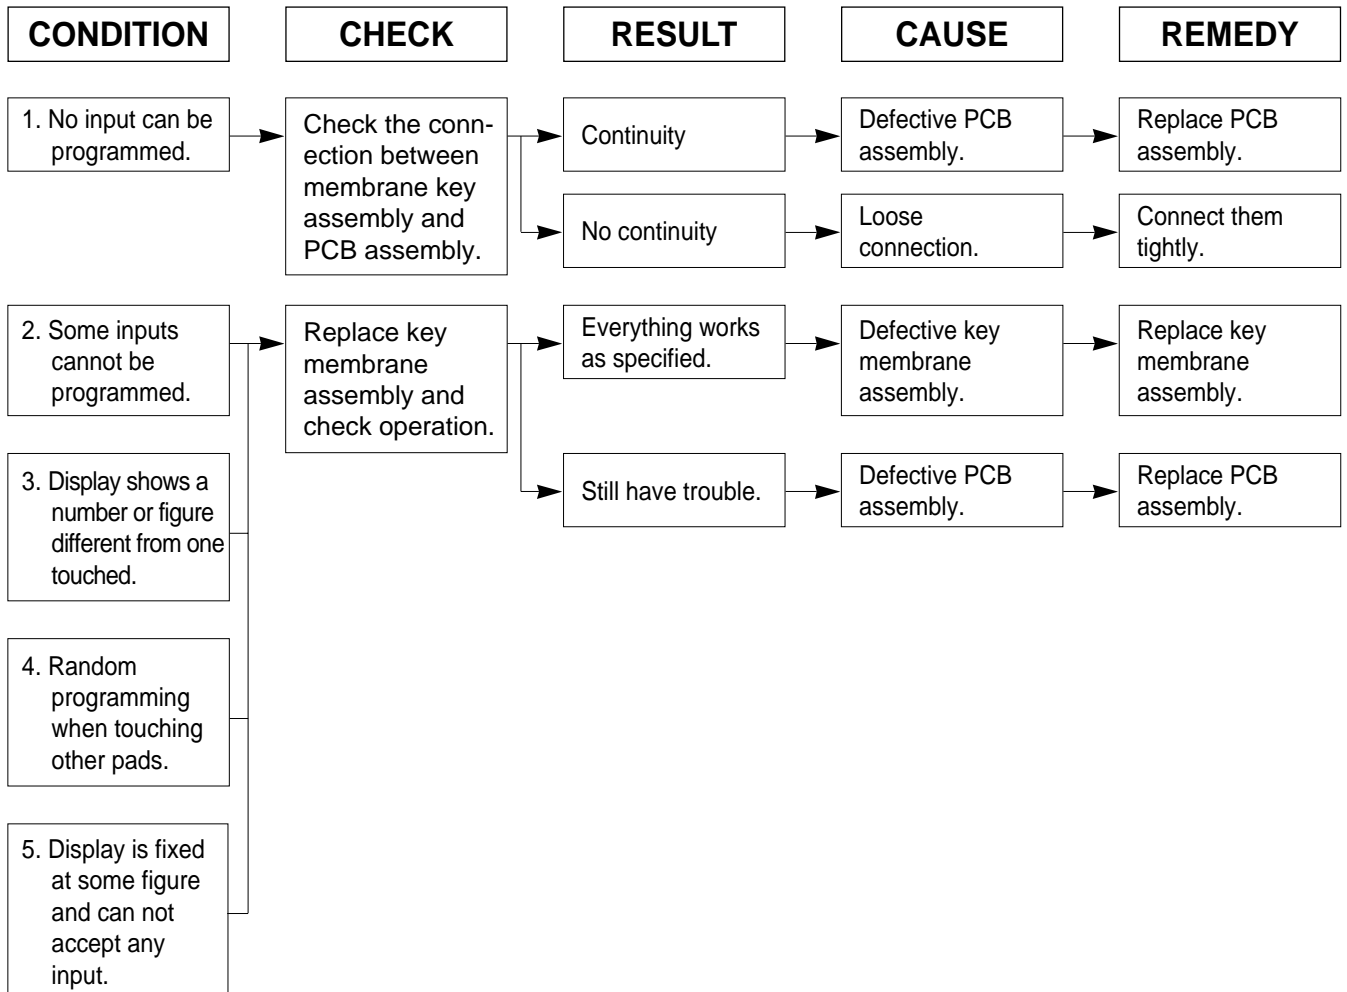 CONDITION
CHECK
RESULT
CAUSE
REMEDY
1. No input can be
programmed.
Check the conn-
ection between
membrane key
assembly and
PCB assembly.
Continuity
Defective PCB
assembly.
Replace PCB
assembly.
No continuity
Loose
connection.
Connect them
tightly.
2. Some inputs
cannot be
programmed.
Replace key
membrane
assembly and
check operation.
Everything works
as specified.
Defective key
membrane
assembly.
Replace key
membrane
assembly.
Still have trouble.
Defective PCB
assembly.
Replace PCB
assembly.
3. Display shows a
number or figure
different from one
touched.
4. Random
programming
when touching
other pads.
5. Display is fixed
at some figure
and can not
accept any
input.